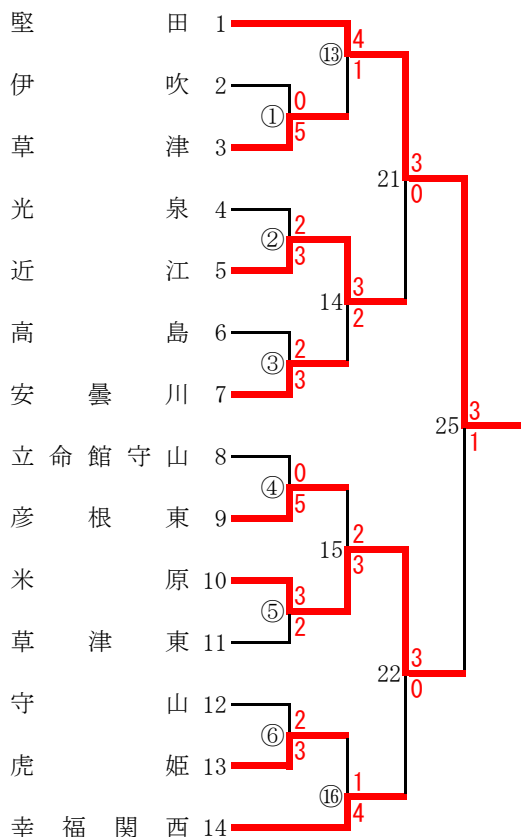 堅田 1
4
⑬
1
伊吹 2
0
①
5
草津 3
3
21
0
光泉 4
2
②
3
近江 5
3
14
2
高島 6
2
③
3
安曇川 7
3
25
1
立命館守山 8
0
④
5
彦根東 9
2
15
3
米原 10
3
⑤
2
草津東 11
3
22
0
守山 12
2
⑥
3
虎姫 13
1
⑯
4
幸福関西 14